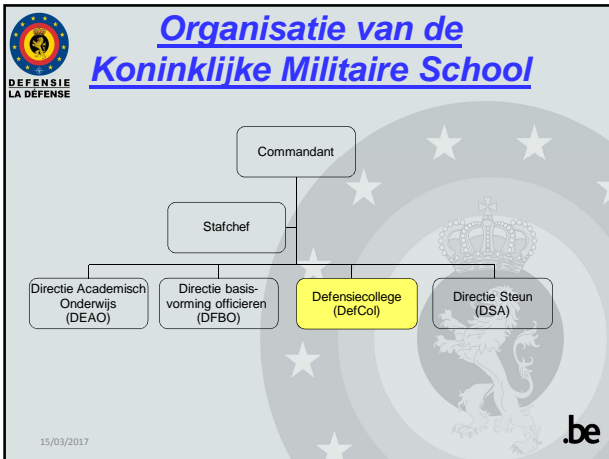 Organisatie van de
Koninklijke Militaire School
DEFENSIE
LA DÉFENSE
Commandant
Stafchef
Directie Academisch
Onderwijs
(DEAO)
Directie basis-
vorming officieren
(DFBO)
Defensiecollege
(DefCol)
Directie Steun
(DSA)
15/03/2017
.be